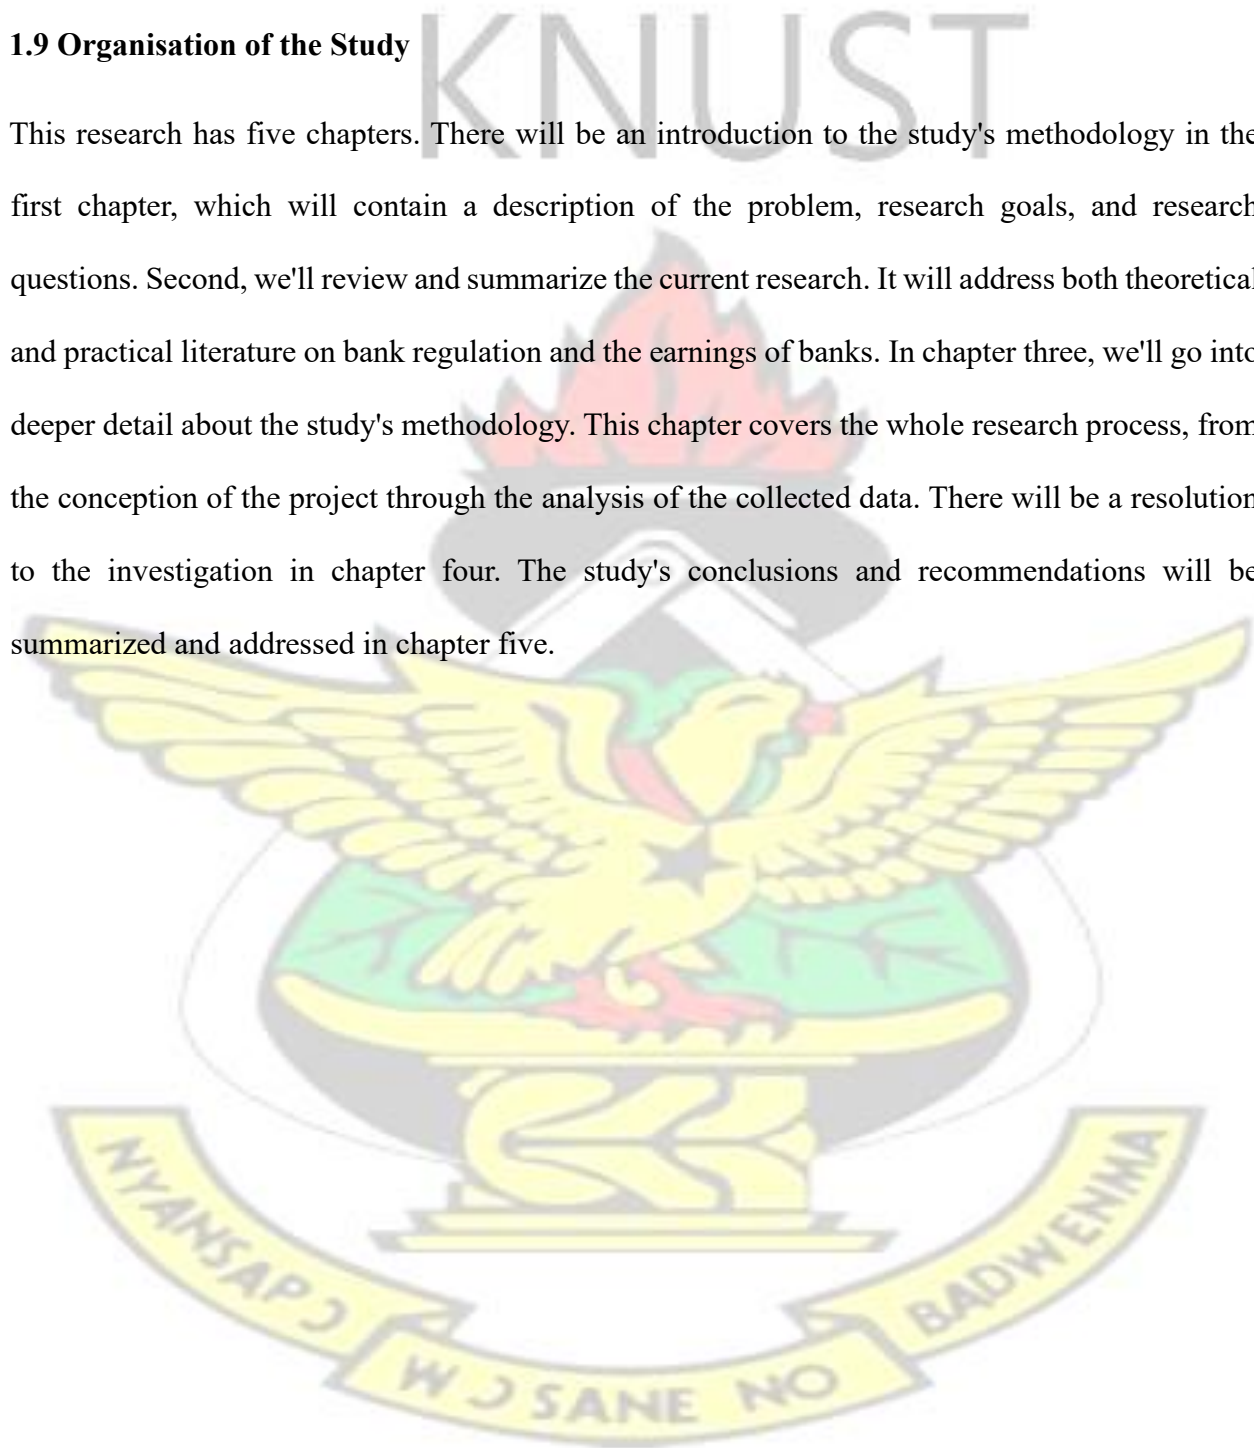 KNUST
1.9 Organisation of the Study
This research has five chapters. There will be an introduction to the study's methodology in the
first chapter, which will contain a description of the problem, research goals, and research
questions. Second, we'll review and summarize the current research. It will address both theoretical
and practical literature on bank regulation and the earnings of banks. In chapter three, we'll go into
deeper detail about the study's methodology. This chapter covers the whole research process, from
the conception of the project through the analysis of the collected data. There will be a resolution
to the investigation in chapter four. The study's conclusions and recommendations will be
summarized and addressed in chapter five.
NYANSAPƆ
WƆSANE NO
BADWENMA